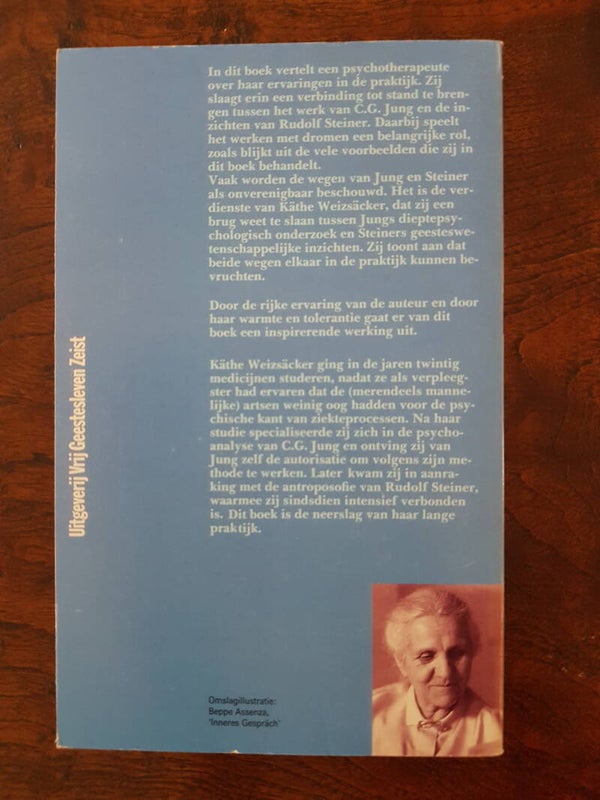 In dit boek vertelt een psychotherapeute
over haar ervaringen in de praktijk. Zij
slaagt erin een verbinding tot stand te bren-
gen tussen het werk van C.G. Jung en de in-
zichten van Rudolf Steiner. Daarbij speelt
het werken met dromen een belangrijke rol,
zoals blijkt uit de vele voorbeelden die zij in
dit boek behandelt.
Vaak worden de wegen van Jung en Steiner
als onverenigbaar beschouwd. Het is de ver-
dienste van Käthe Weizsäcker, dat zij een
brug weet te slaan tussen Jungs dieptepsy-
chologisch onderzoek en Steiners geesteswe-
tenschappelijke inzichten. Zij toont aan dat
beide wegen elkaar in de praktijk kunnen be-
vruchten.
Door de rijke ervaring van de auteur en door
haar warmte en tolerantie gaat er van dit
boek een inspirerende werking uit.
Käthe Weizsäcker ging in de jaren twintig
medicijnen studeren, nadat ze als verpleeg-
ster had ervaren dat de (merendeels manne-
lijke) artsen weinig oog hadden voor de psy-
chische kant van ziekteprocessen. Na haar
studie specialiseerde zij zich in de psycho-
analyse van C.G. Jung en ontving zij van
Jung zelf de autorisatie om volgens zijn me-
thode te werken. Later kwam zij in aanra-
king met de antroposofie van Rudolf Steiner,
waarmee zij sindsdien intensief verbonden
is. Dit boek is de neerslag van haar lange
praktijk.
Uitgeverij Vrij Geestesleven Zeist
Omslagillustratie:
Beppe Assenza,
'Inneres Gespräch'